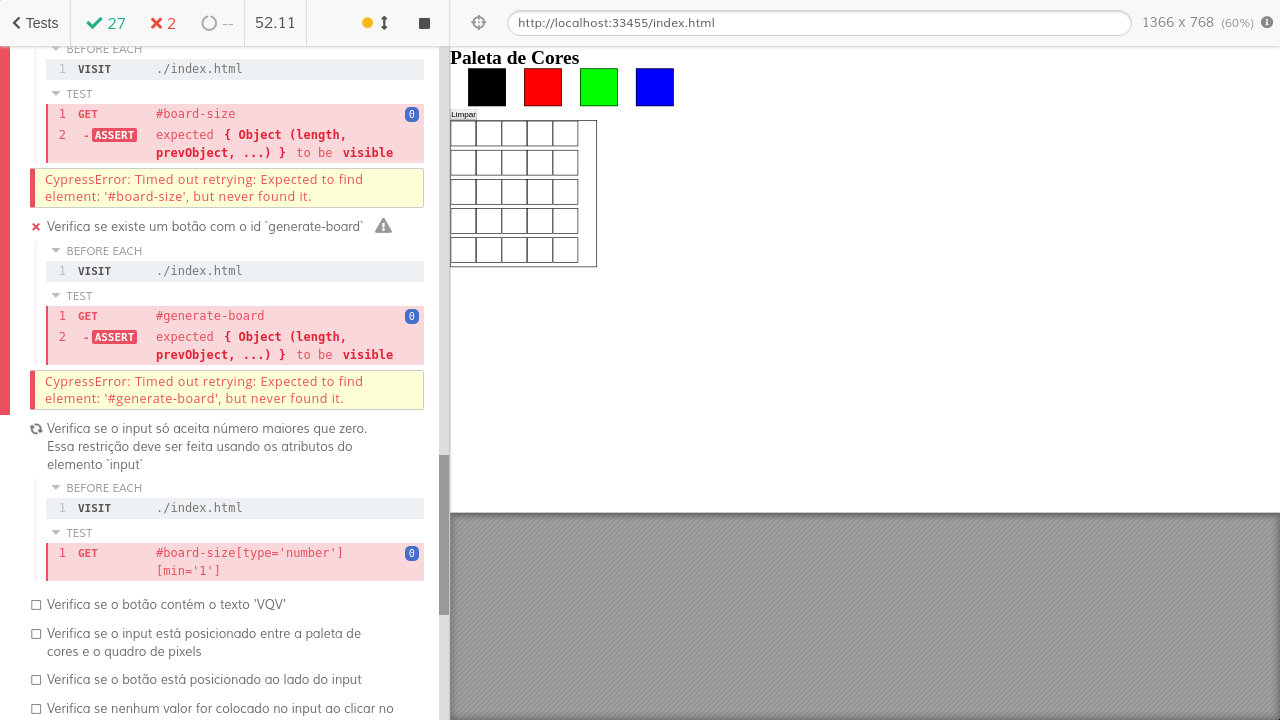 Tests 27 2 -- 52.11 http://localhost:33455/index.html 1366 x 768 (60%)
BEFORE EACH
1 VISIT ./index.html
TEST
1 GET #board-size 0
2 -ASSERT expected { Object (length,
prevObject, ...) } to be visible
CypressError: Timed out retrying: Expected to find
element: '#board-size', but never found it.
Verifica se existe um botão com o id `generate-board`
BEFORE EACH
1 VISIT ./index.html
TEST
1 GET #generate-board 0
2 -ASSERT expected { Object (length,
prevObject, ...) } to be visible
CypressError: Timed out retrying: Expected to find
element: '#generate-board', but never found it.
Verifica se o input só aceita número maiores que zero.
Essa restrição deve ser feita usando os atributos do
elemento `input`
BEFORE EACH
1 VISIT ./index.html
TEST
1 GET #board-size[type='number'] 0
[min='1']
Verifica se o botão contém o texto 'VQV'
Verifica se o input está posicionado entre a paleta de
cores e o quadro de pixels
Verifica se o botão está posicionado ao lado do input
Verifica se nenhum valor for colocado no input ao clicar no
Paleta de Cores
Limpar